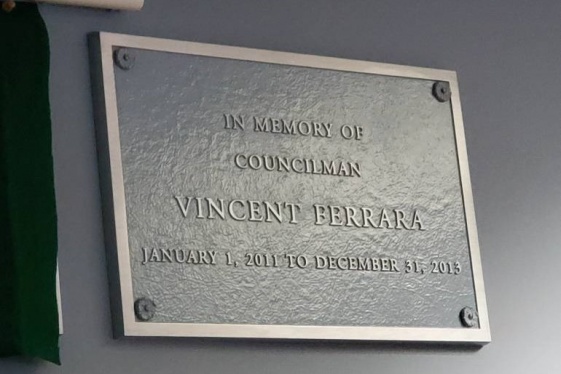 IN MEMORY OF
COUNCILMAN
VINCENT FERRARA
JANUARY 1, 2011 TO DECEMBER 31, 2013